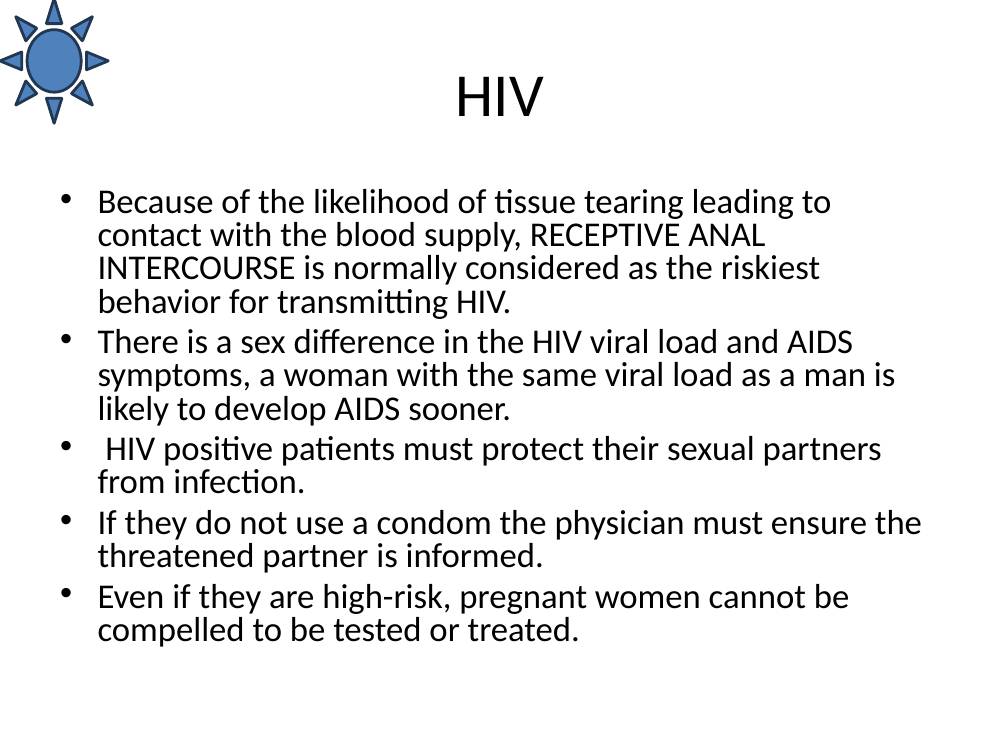 HIV
• Because of the likelihood of tissue tearing leading to
contact with the blood supply, RECEPTIVE ANAL
INTERCOURSE is normally considered as the riskiest
behavior for transmitting HIV.
• There is a sex difference in the HIV viral load and AIDS
symptoms, a woman with the same viral load as a man is
likely to develop AIDS sooner.
• HIV positive patients must protect their sexual partners
from infection.
• If they do not use a condom the physician must ensure the
threatened partner is informed.
• Even if they are high-risk, pregnant women cannot be
compelled to be tested or treated.